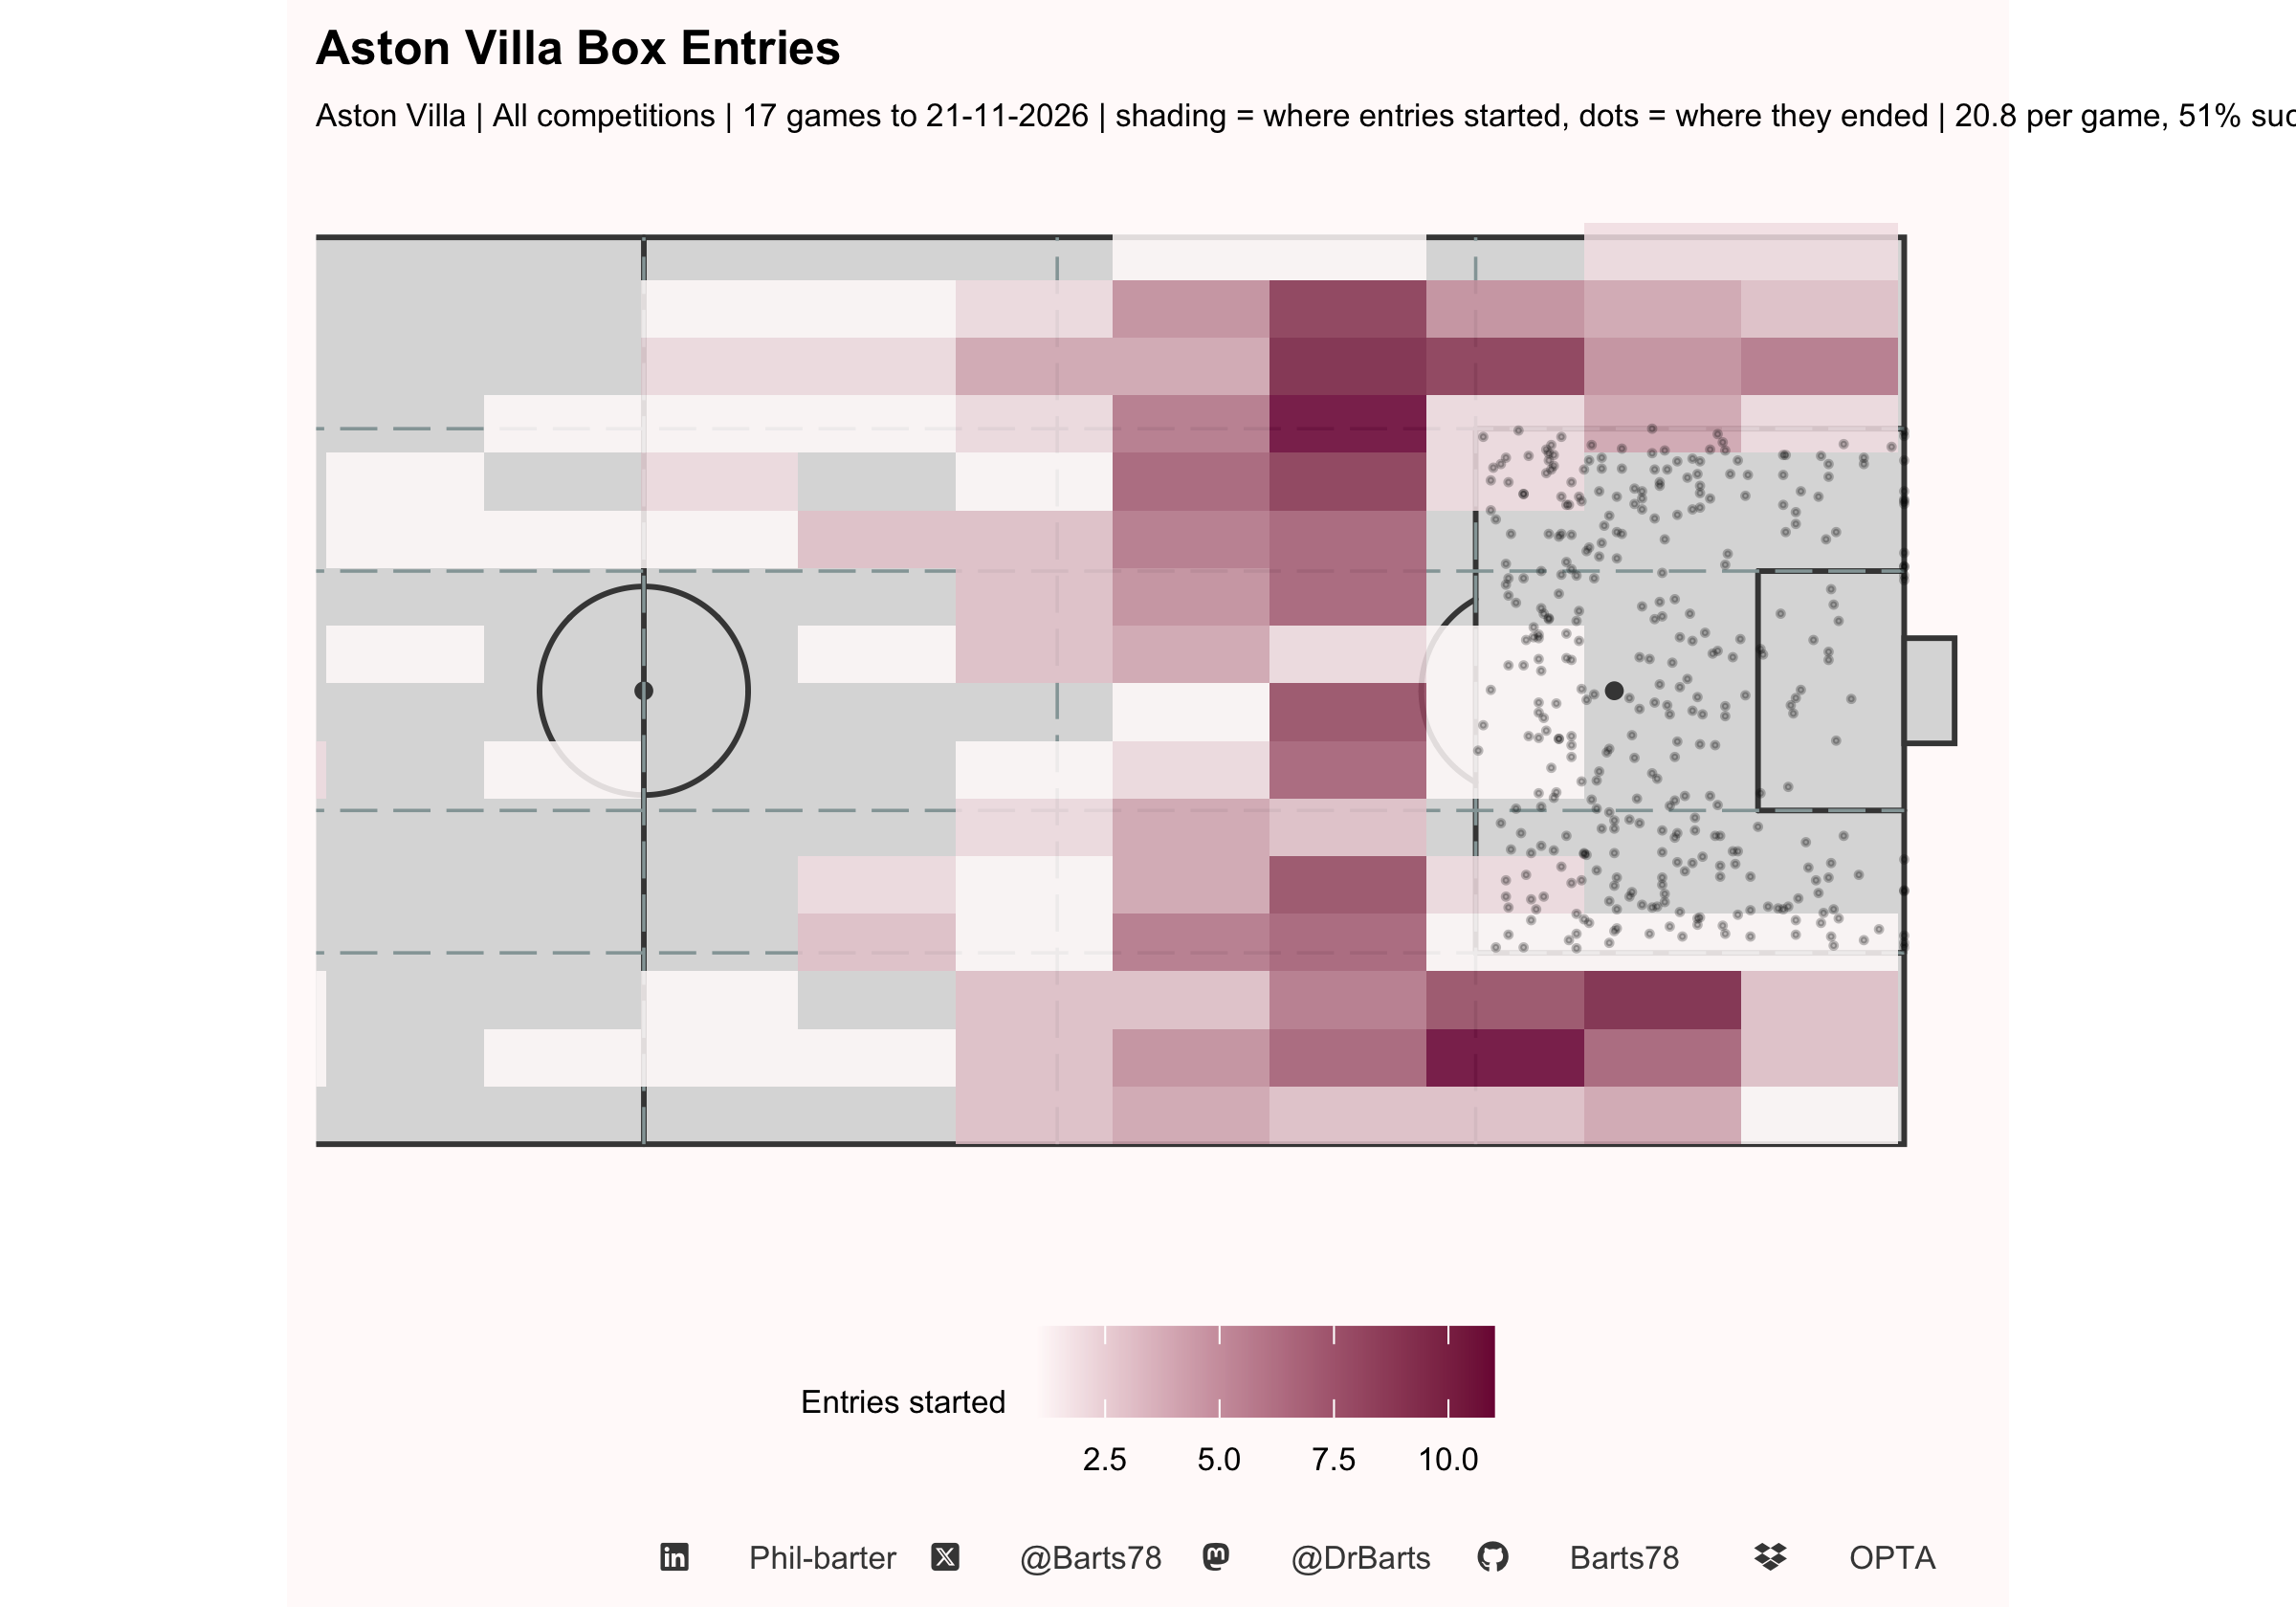 Aston Villa Box Entries
Aston Villa | All competitions | 17 games to 21-11-2026 | shading = where entries started, dots = where they ended | 20.8 per game, 51% suc
Entries started
2.5 5.0 7.5 10.0
Phil-barter @Barts78 @DrBarts Barts78 OPTA